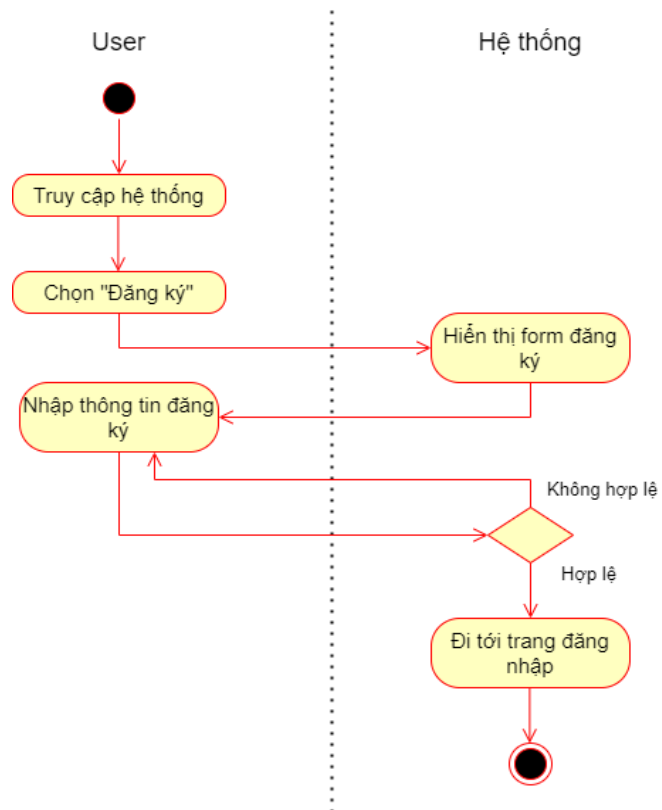 User
Hệ thống
Truy cập hệ thống
Chọn "Đăng ký"
Hiển thị form đăng
ký
Nhập thông tin đăng
ký
Không hợp lệ
Hợp lệ
Đi tới trang đăng
nhập